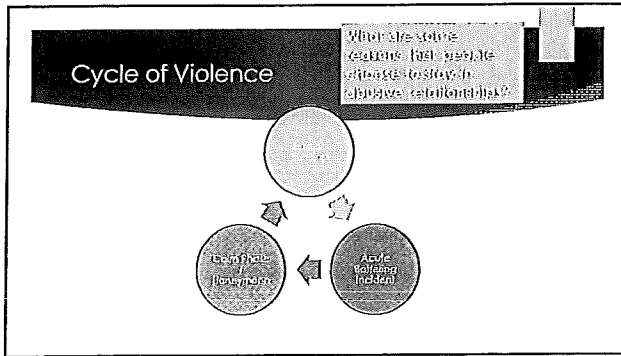 Cycle of Violence
What are some
reasons that people
choose to stay in
abusive relationships?
Calm Phase
/
Honeymoon
Acute
Battering
Incident